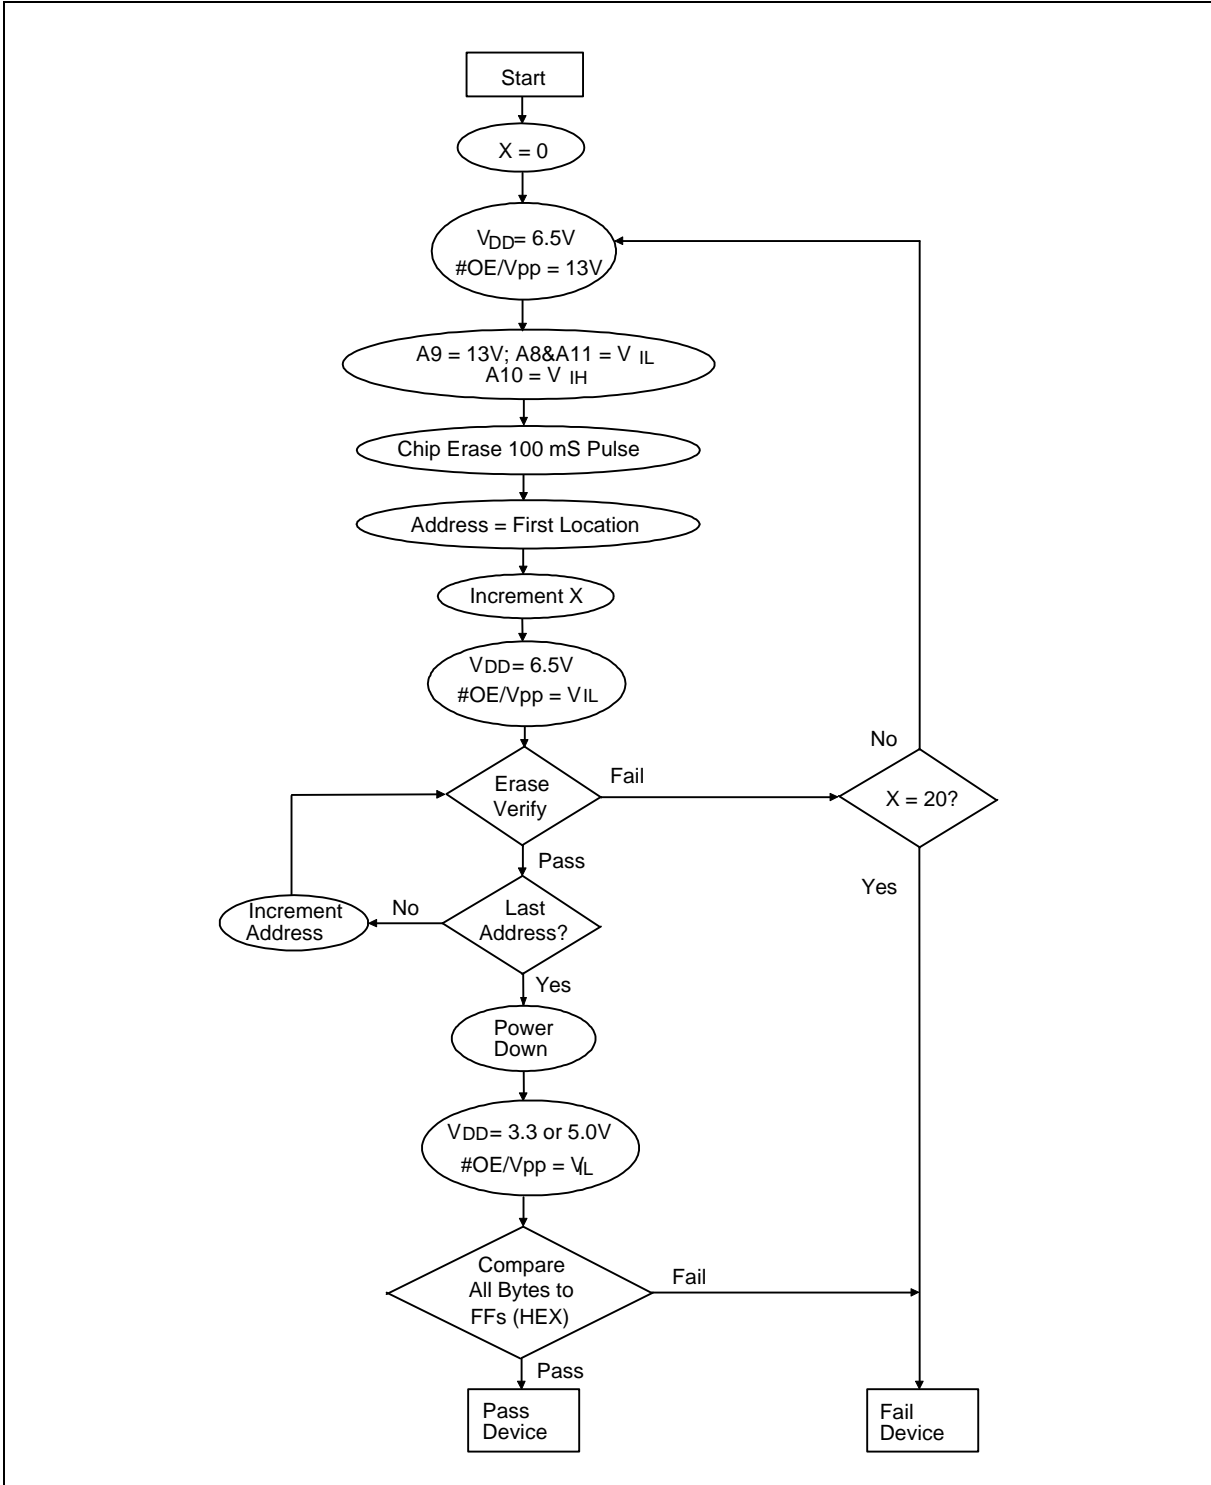 Start
X = 0
VDD= 6.5V
#OE/Vpp = 13V
A9 = 13V; A8&A11 = V IL
A10 = V IH
Chip Erase 100 mS Pulse
Address = First Location
Increment X
VDD= 6.5V
#OE/Vpp = VIL
Erase
Verify
Fail
No
X = 20?
Yes
Pass
Last
Address?
No
Increment
Address
Yes
Power
Down
VDD= 3.3 or 5.0V
#OE/Vpp = VIL
Compare
All Bytes to
FFs (HEX)
Fail
Pass
Pass
Device
Fail
Device